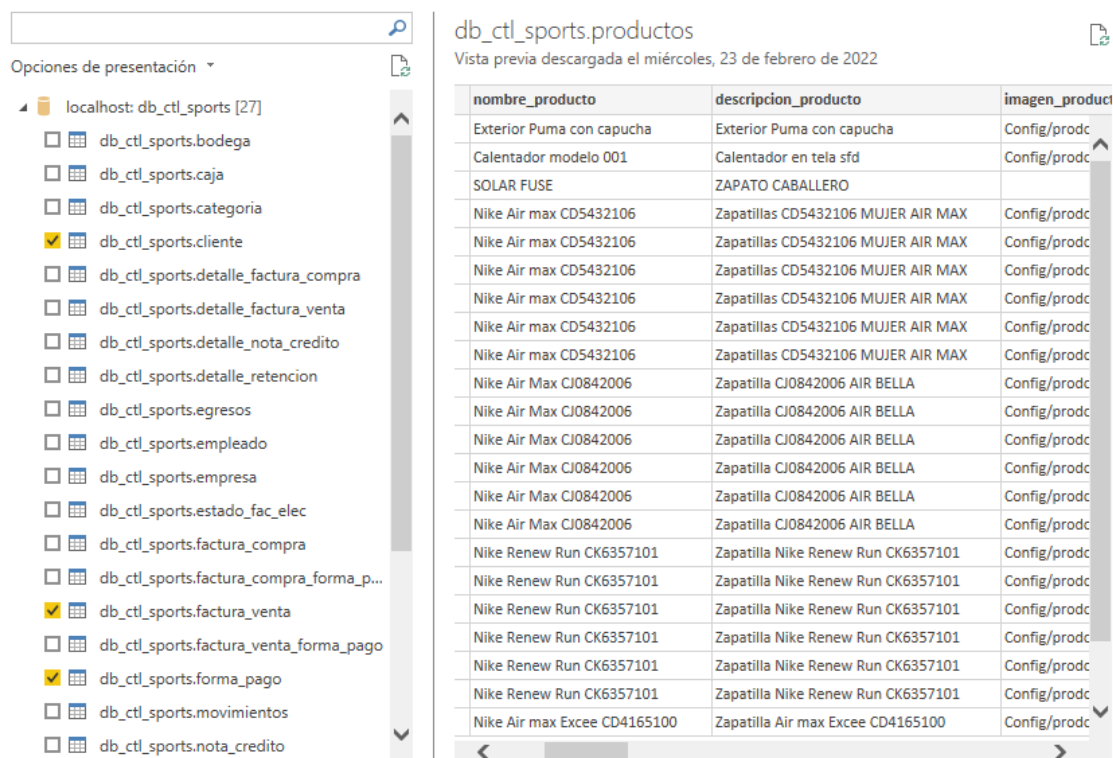 Opciones de presentación
localhost: db_ctl_sports [27]
db_ctl_sports.bodega
db_ctl_sports.caja
db_ctl_sports.categoria
db_ctl_sports.cliente
db_ctl_sports.detalle_factura_compra
db_ctl_sports.detalle_factura_venta
db_ctl_sports.detalle_nota_credito
db_ctl_sports.detalle_retencion
db_ctl_sports.egresos
db_ctl_sports.empleado
db_ctl_sports.empresa
db_ctl_sports.estado_fac_elec
db_ctl_sports.factura_compra
db_ctl_sports.factura_compra_forma_p...
db_ctl_sports.factura_venta
db_ctl_sports.factura_venta_forma_pago
db_ctl_sports.forma_pago
db_ctl_sports.movimientos
db_ctl_sports.nota_credito
db_ctl_sports.productos
Vista previa descargada el miércoles, 23 de febrero de 2022
nombre_producto descripcion_producto imagen_product
Exterior Puma con capucha Exterior Puma con capucha Config/prodc
Calentador modelo 001 Calentador en tela sfd Config/prodc
SOLAR FUSE ZAPATO CABALLERO
Nike Air max CD5432106 Zapatillas CD5432106 MUJER AIR MAX Config/prodc
Nike Air max CD5432106 Zapatillas CD5432106 MUJER AIR MAX Config/prodc
Nike Air max CD5432106 Zapatillas CD5432106 MUJER AIR MAX Config/prodc
Nike Air max CD5432106 Zapatillas CD5432106 MUJER AIR MAX Config/prodc
Nike Air max CD5432106 Zapatillas CD5432106 MUJER AIR MAX Config/prodc
Nike Air max CD5432106 Zapatillas CD5432106 MUJER AIR MAX Config/prodc
Nike Air Max CJ0842006 Zapatilla CJ0842006 AIR BELLA Config/prodc
Nike Air Max CJ0842006 Zapatilla CJ0842006 AIR BELLA Config/prodc
Nike Air Max CJ0842006 Zapatilla CJ0842006 AIR BELLA Config/prodc
Nike Air Max CJ0842006 Zapatilla CJ0842006 AIR BELLA Config/prodc
Nike Air Max CJ0842006 Zapatilla CJ0842006 AIR BELLA Config/prodc
Nike Air Max CJ0842006 Zapatilla CJ0842006 AIR BELLA Config/prodc
Nike Renew Run CK6357101 Zapatilla Nike Renew Run CK6357101 Config/prodc
Nike Renew Run CK6357101 Zapatilla Nike Renew Run CK6357101 Config/prodc
Nike Renew Run CK6357101 Zapatilla Nike Renew Run CK6357101 Config/prodc
Nike Renew Run CK6357101 Zapatilla Nike Renew Run CK6357101 Config/prodc
Nike Renew Run CK6357101 Zapatilla Nike Renew Run CK6357101 Config/prodc
Nike Renew Run CK6357101 Zapatilla Nike Renew Run CK6357101 Config/prodc
Nike Air max Excee CD4165100 Zapatilla Air max Excee CD4165100 Config/prodc